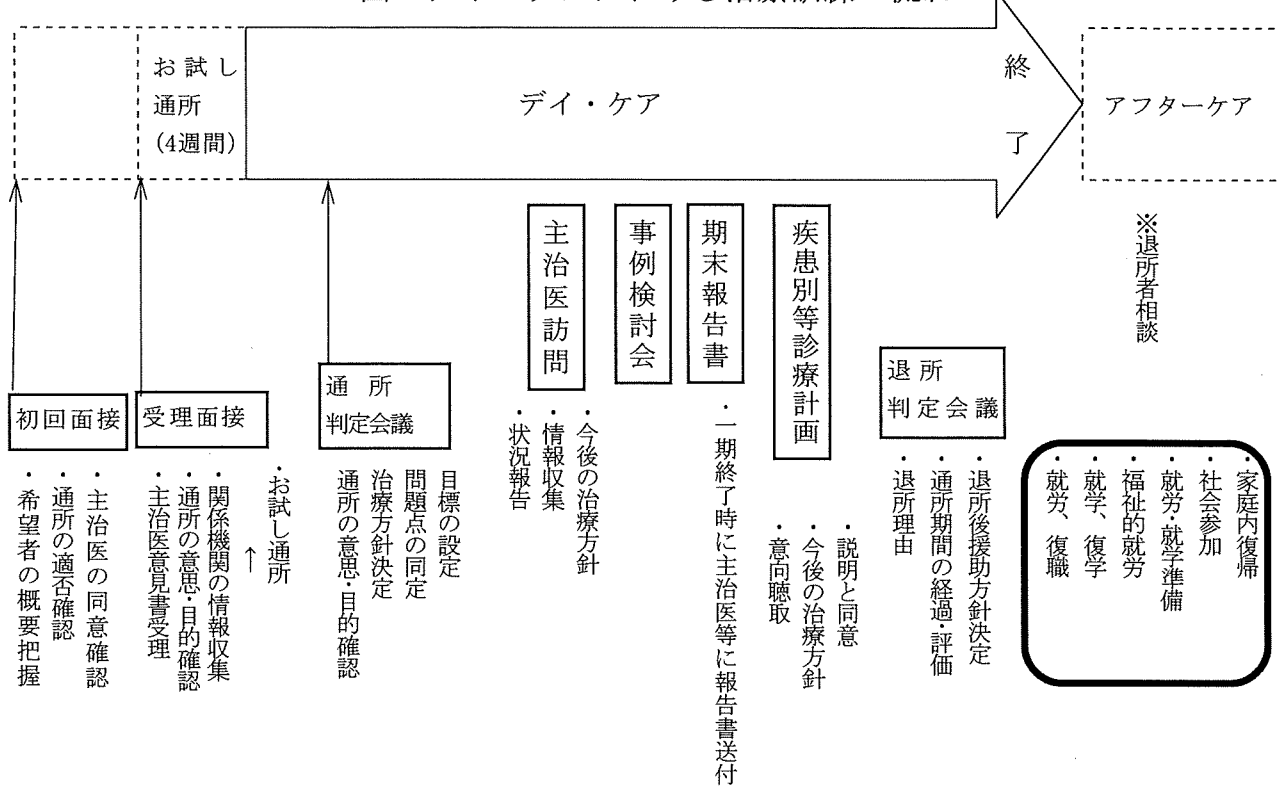 お試し
通所
(4週間)
デイ・ケア
終
了
アフターケア
初回面接
・希望者の概要把握
・通所の適否確認
・主治医の同意確認
受理面接
・主治医意見書受理
・通所の意思・目的確認
・関係機関の情報収集
↑
・お試し通所
通所
判定会議
通所の意思・目的確認
治療方針決定
問題点の同定
目標の設定
主治医訪問
・状況報告
・情報収集
・今後の治療方針
事例検討会
期末報告書
・一期終了時に主治医等に報告書送付
疾患別等診療計画
・意向聴取
・今後の治療方針
・説明と同意
退所
判定会議
・退所理由
・通所期間の経過・評価
・退所後援助方針決定
※退所者相談
・家庭内復帰
・社会参加
・就労・就学準備
・福祉的就労
・就学、復学
・就労、復職